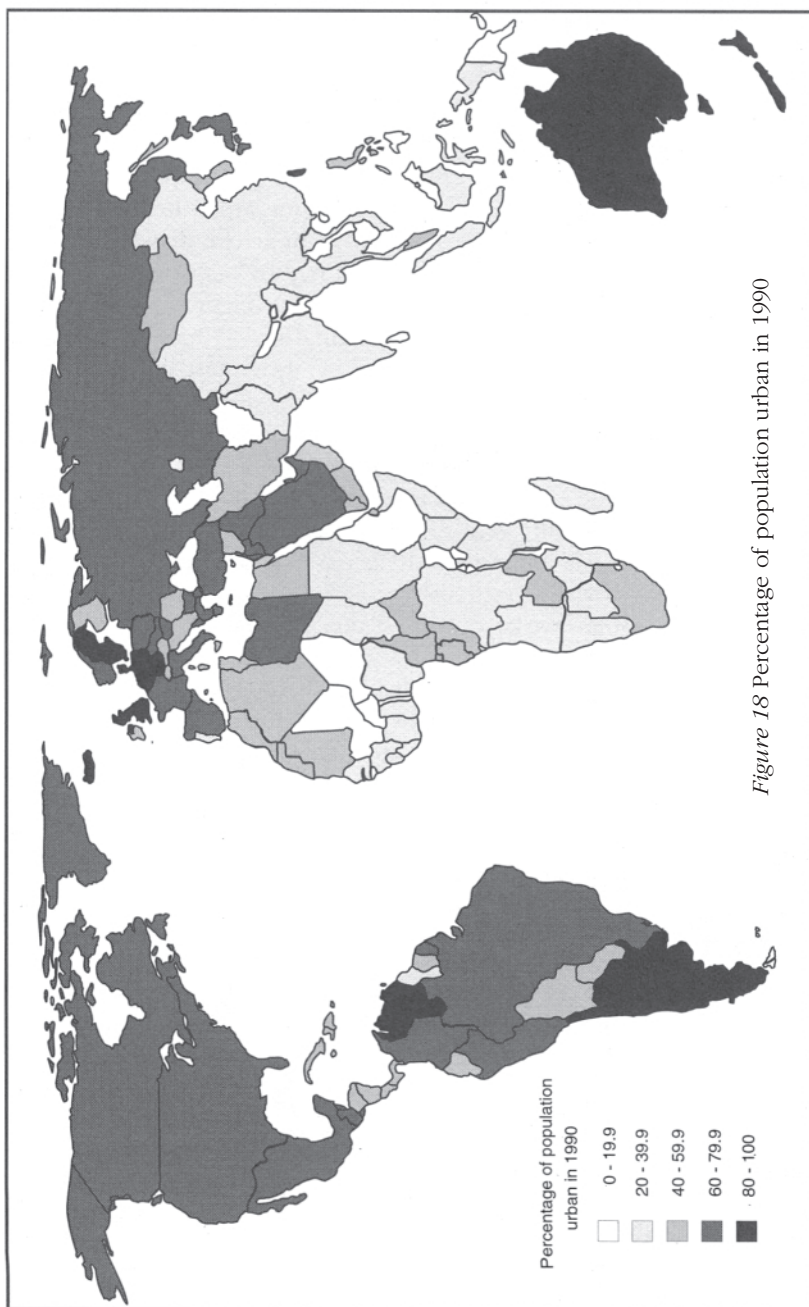 Percentage of population
urban in 1990
0 - 19.9
20 - 39.9
40 - 59.9
60 - 79.9
80 - 100
Figure 18 Percentage of population urban in 1990